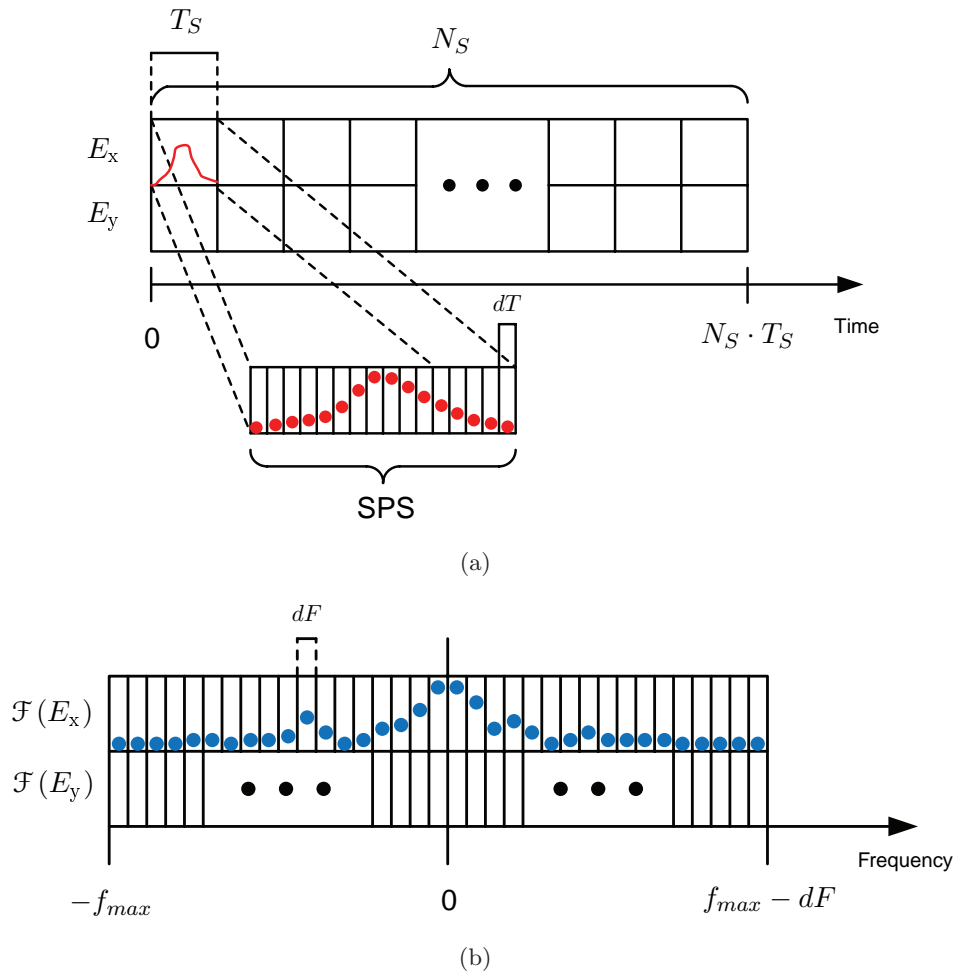 T_S
N_S
E_x
E_y
dT
0
N_S · T_S
Time
SPS
(a)
dF
ℱ(E_x)
ℱ(E_y)
Frequency
−f_max
0
f_max − dF
(b)